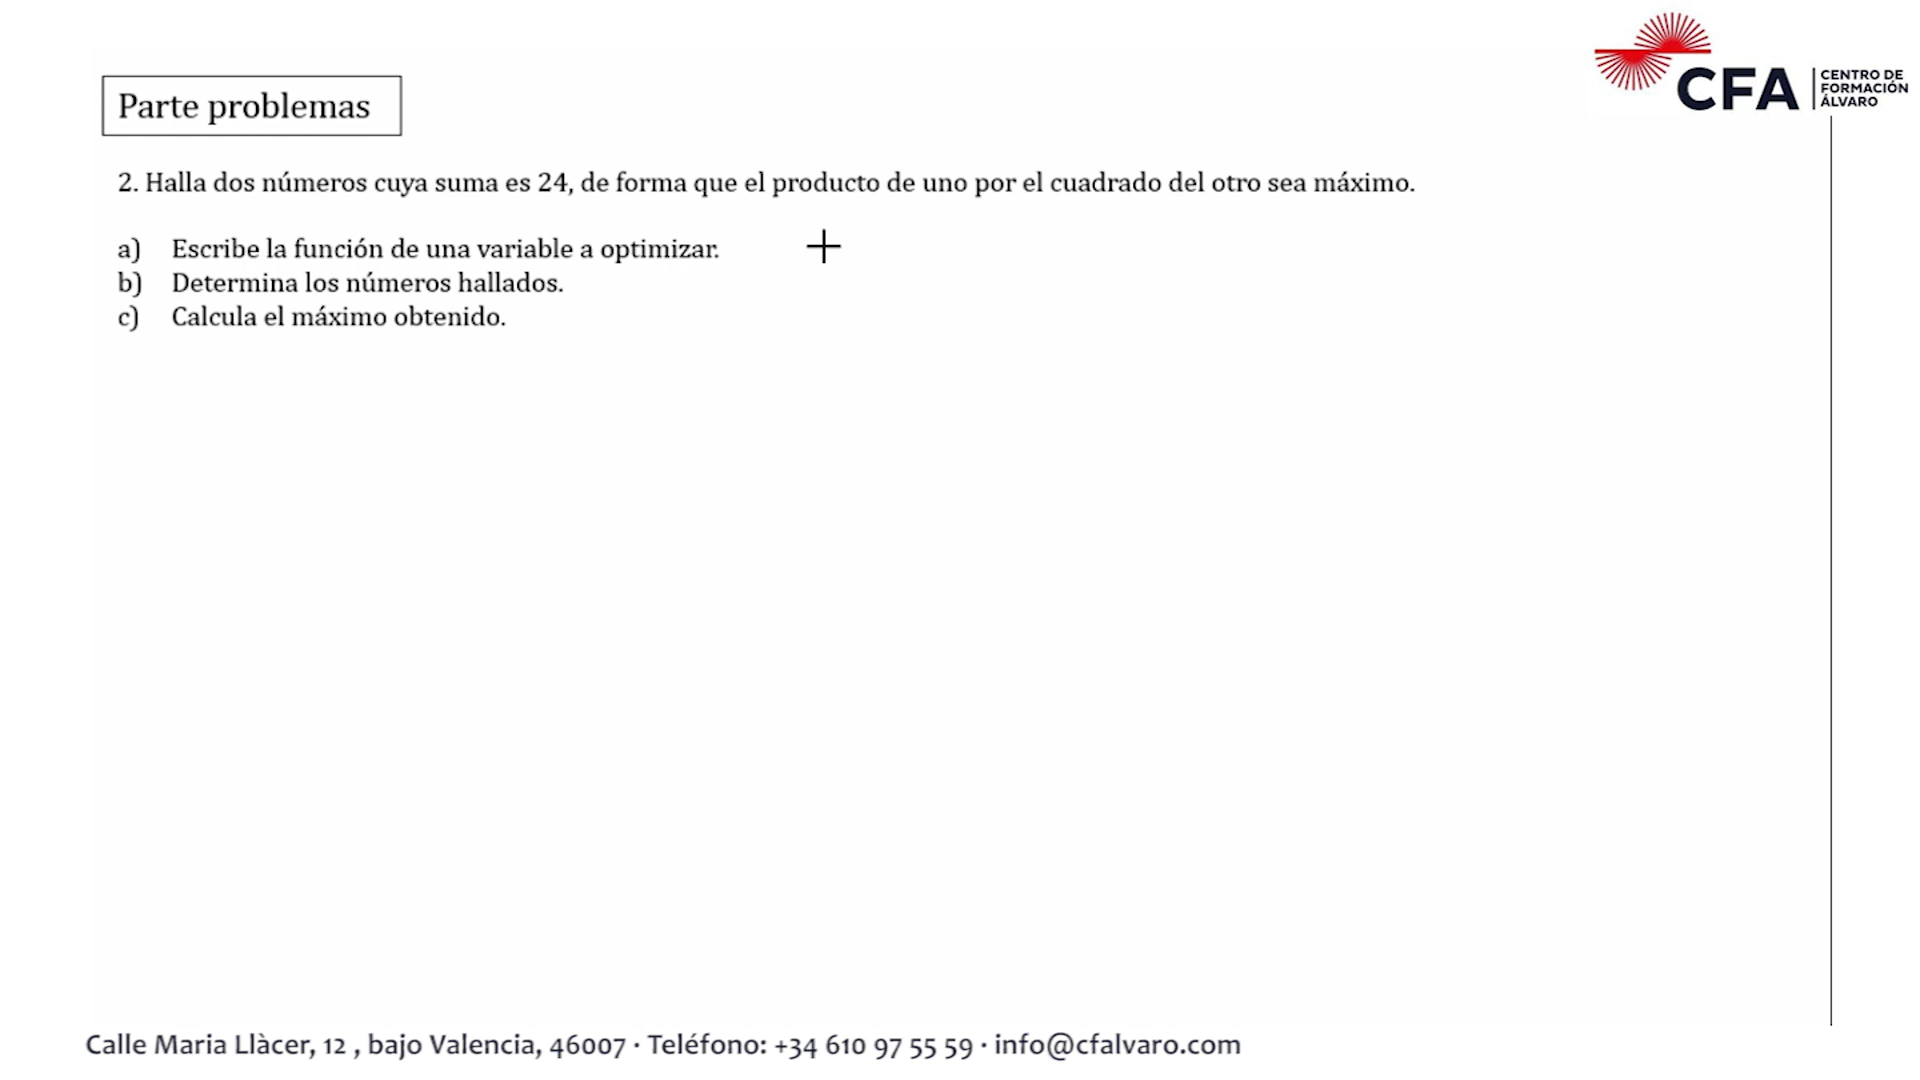 CFA
CENTRO DE
FORMACIÓN
ÁLVARO
Parte problemas
2. Halla dos números cuya suma es 24, de forma que el producto de uno por el cuadrado del otro sea máximo.
a) Escribe la función de una variable a optimizar.
b) Determina los números hallados.
c) Calcula el máximo obtenido.
Calle Maria Llàcer, 12 , bajo Valencia, 46007 · Teléfono: +34 610 97 55 59 · info@cfalvaro.com